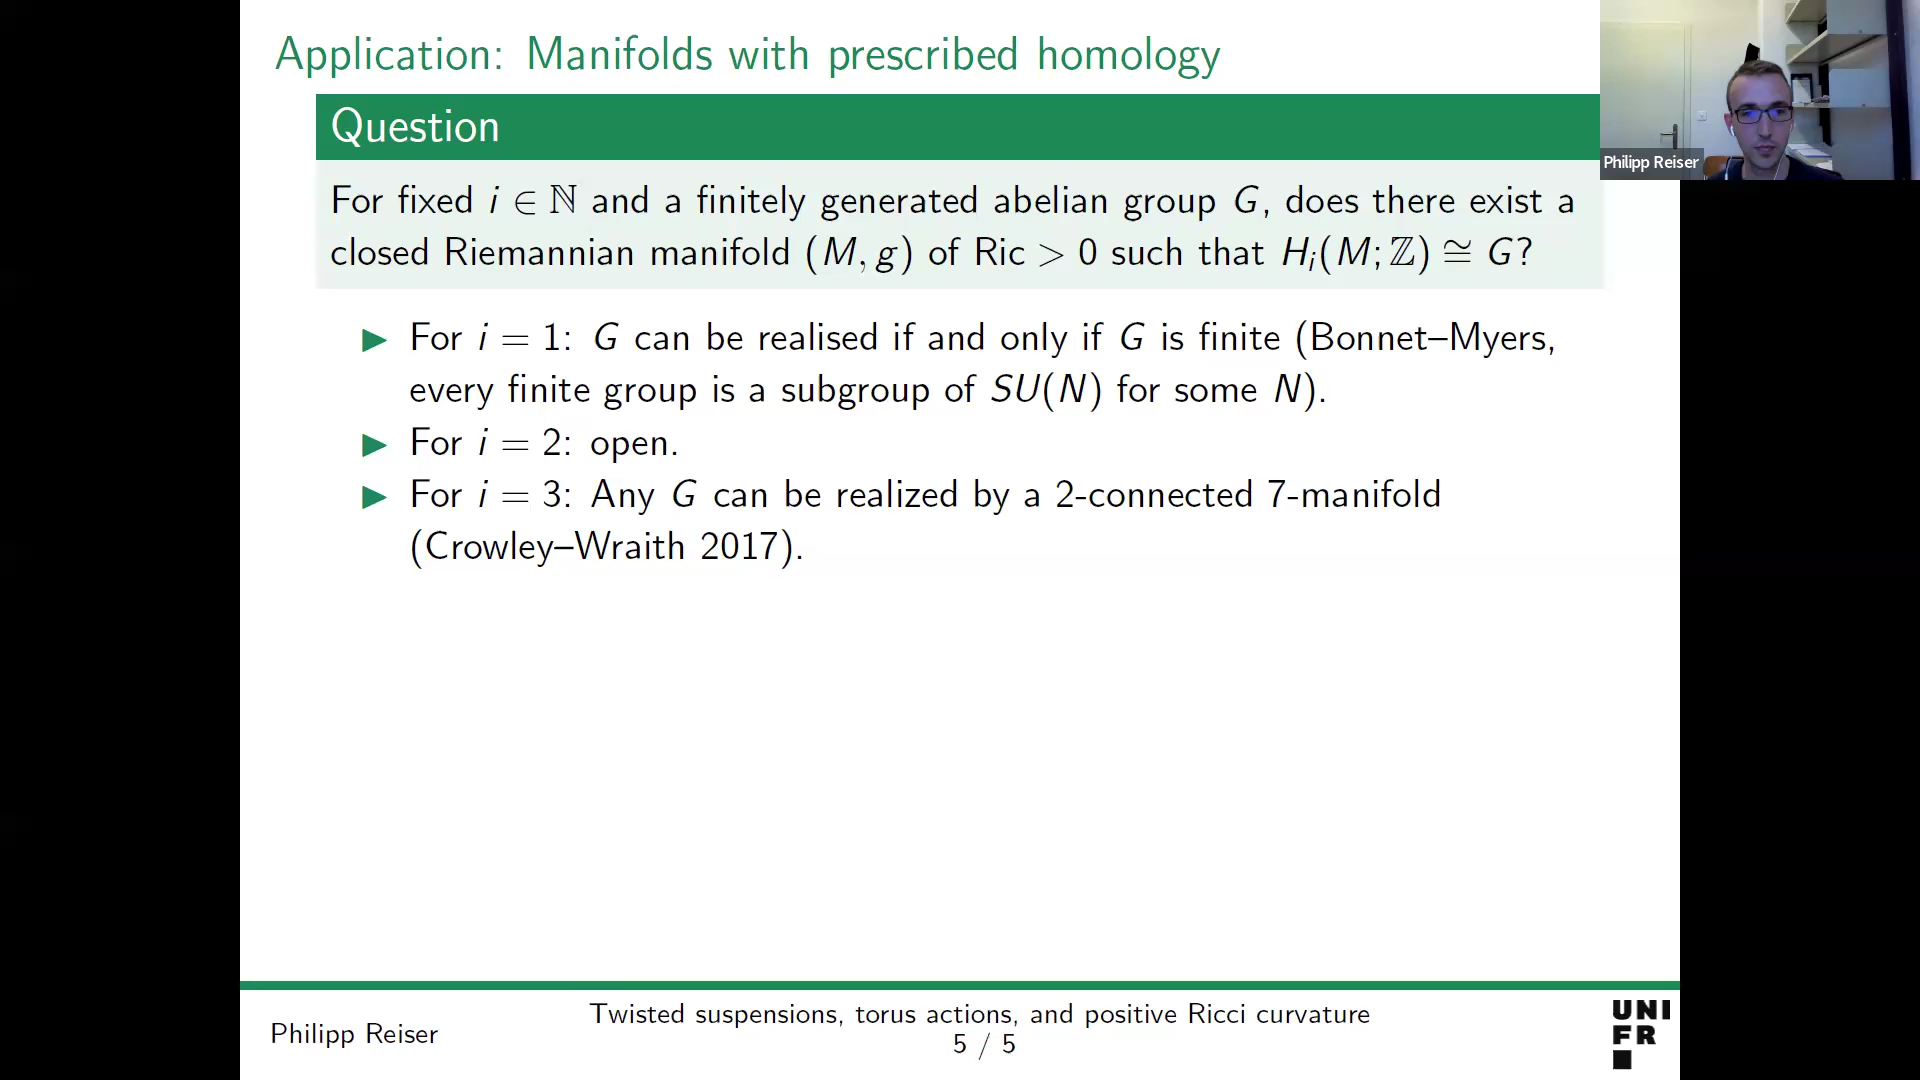 Application: Manifolds with prescribed homology
Question
For fixed i ∈ ℕ and a finitely generated abelian group G, does there exist a
closed Riemannian manifold (M, g) of Ric > 0 such that Hᵢ(M; ℤ) ≅ G?
▶ For i = 1: G can be realised if and only if G is finite (Bonnet–Myers,
every finite group is a subgroup of SU(N) for some N).
▶ For i = 2: open.
▶ For i = 3: Any G can be realized by a 2-connected 7-manifold
(Crowley–Wraith 2017).
Philipp Reiser
Philipp Reiser
Twisted suspensions, torus actions, and positive Ricci curvature
5 / 5
UNI
FR